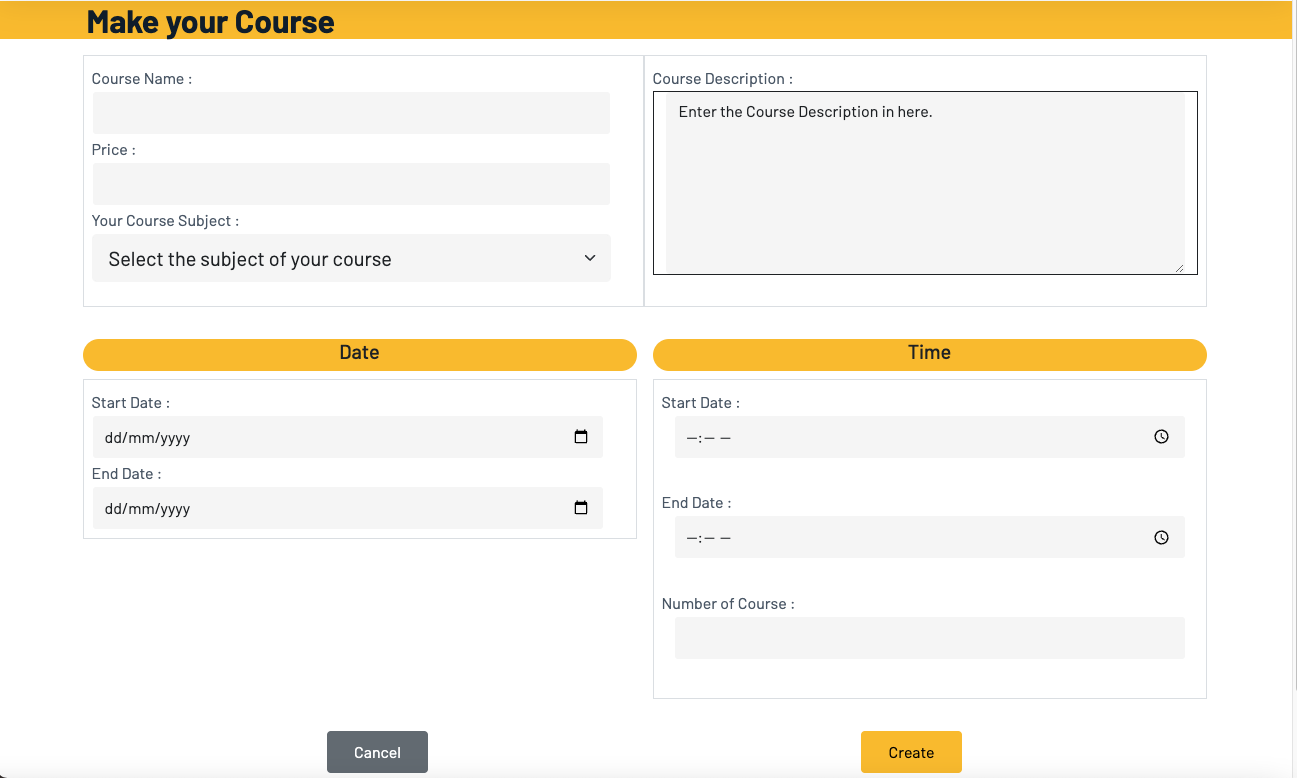 Make your Course
Course Name :
Price :
Your Course Subject :
Select the subject of your course
Course Description :
Enter the Course Description in here.
Date
Start Date :
dd/mm/yyyy
End Date :
dd/mm/yyyy
Time
Start Date :
--:-- --
End Date :
--:-- --
Number of Course :
Cancel
Create